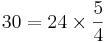 30 = 24 × 5/4